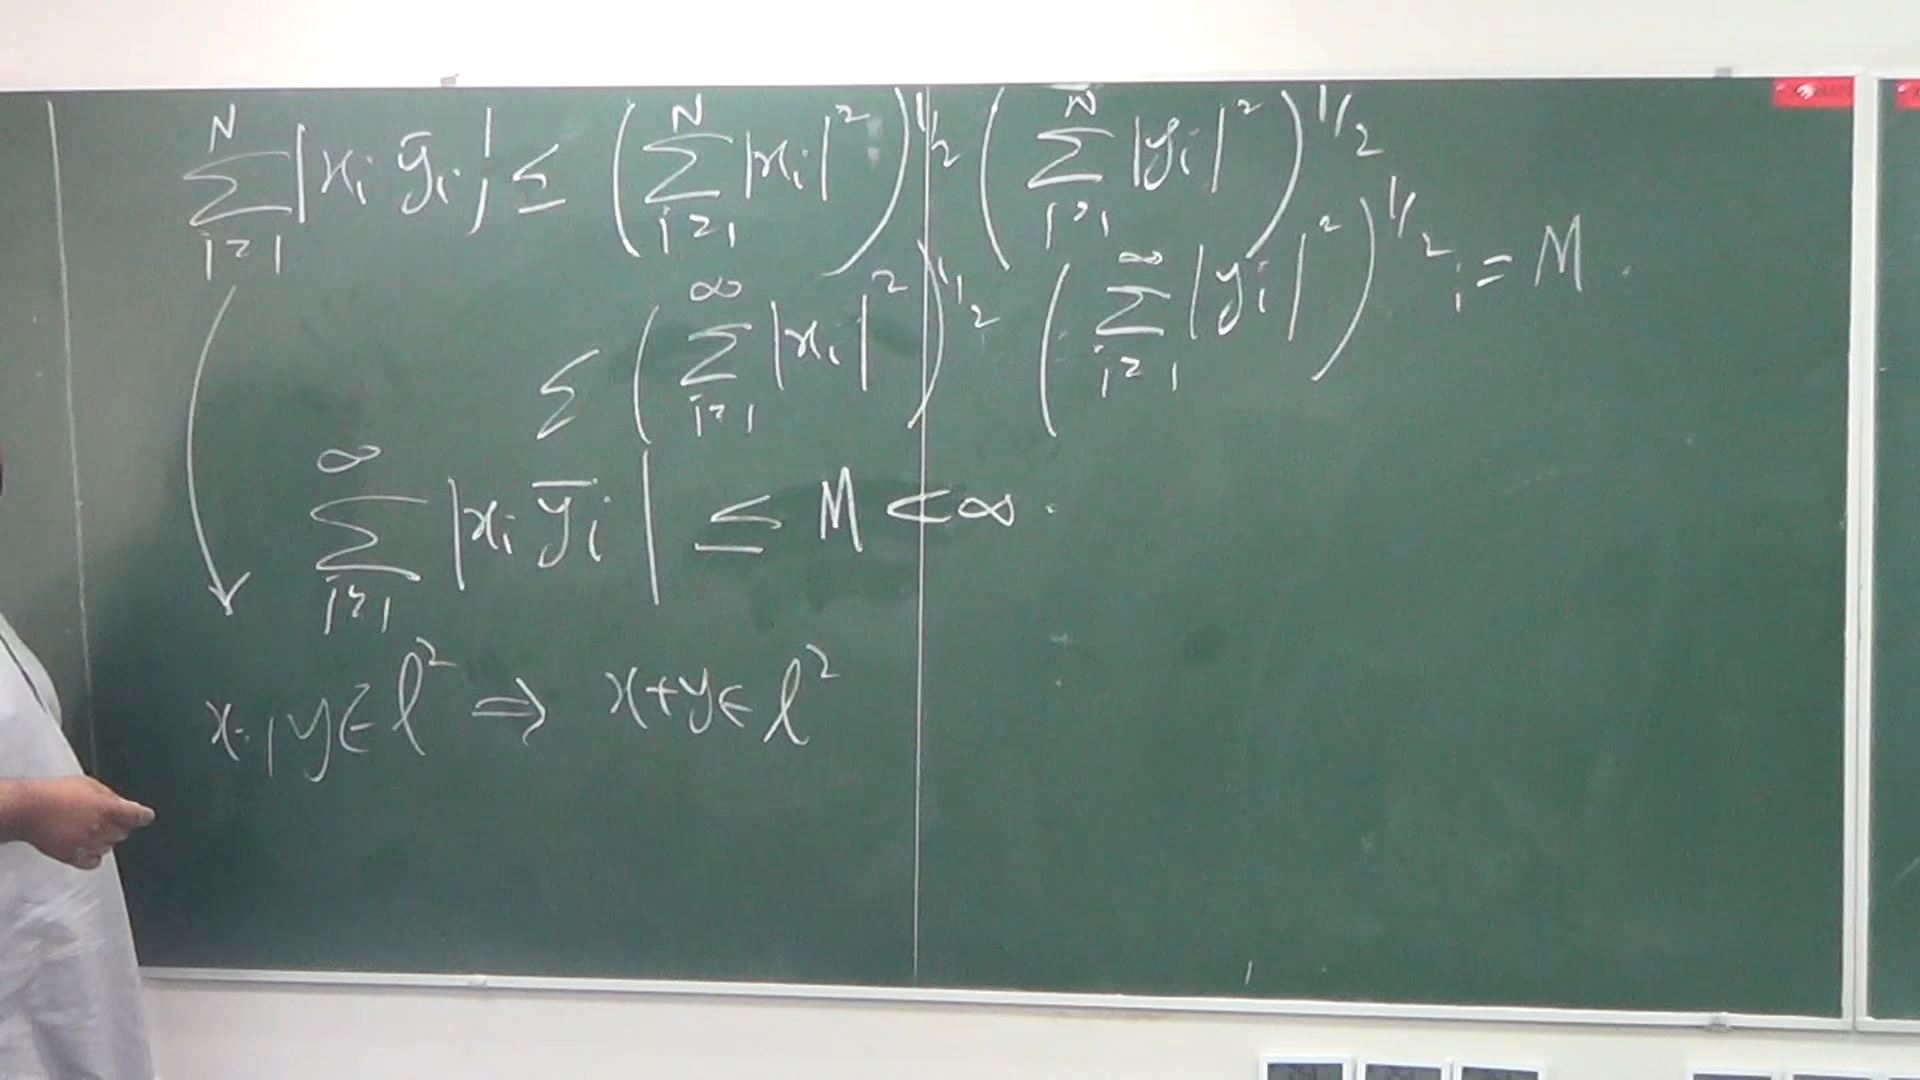 ∑_{i=1}^{N} |x_i ȳ_i| ≤ (∑_{i=1}^{N} |x_i|²)^{1/2} (∑_{i=1}^{N} |y_i|²)^{1/2}
≤ (∑_{i=1}^{∞} |x_i|²)^{1/2} (∑_{i=1}^{∞} |y_i|²)^{1/2} := M.
∑_{i=1}^{∞} |x_i ȳ_i| ≤ M < ∞.
x, y ∈ ℓ² ⇒ x+y ∈ ℓ²